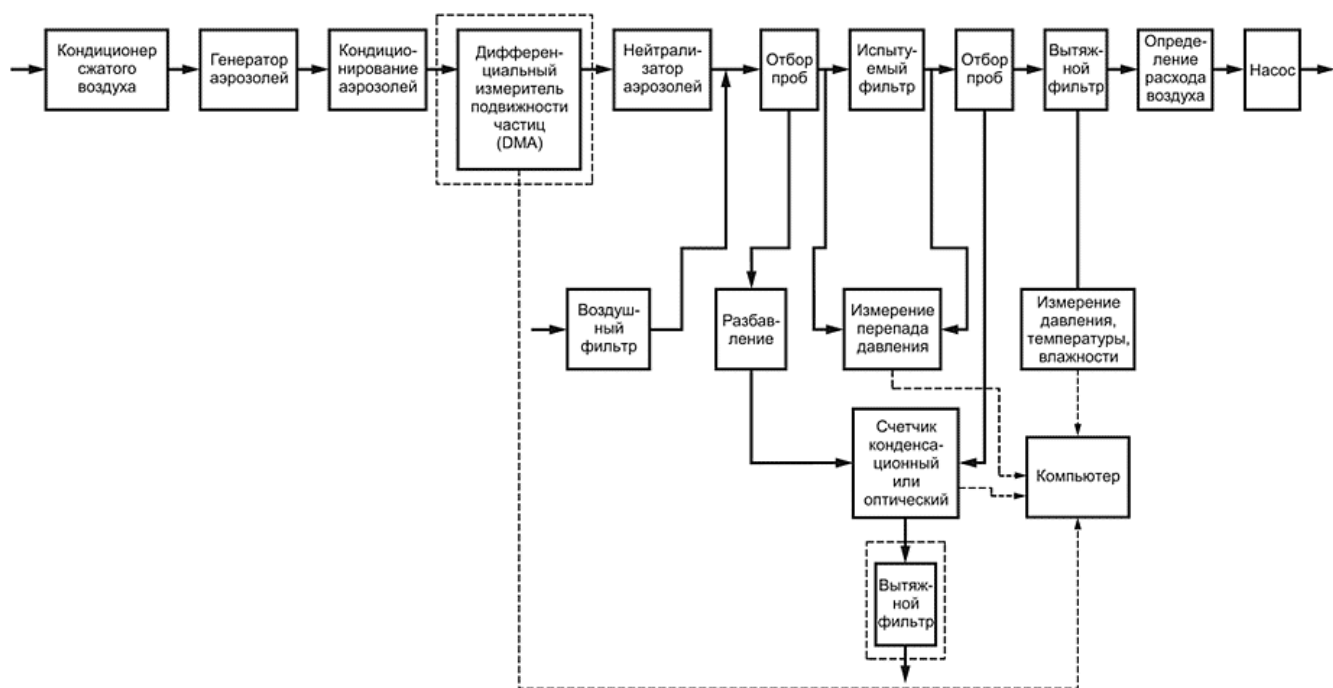 Кондиционер
сжатого
воздуха
Генератор
аэрозолей
Кондицио-
нирование
аэрозолей
Дифферен-
циальный
измеритель
подвижности
частиц
(DMA)
Нейтрали-
затор
аэрозолей
Отбор
проб
Испыту-
емый
фильтр
Отбор
проб
Вытяж-
ной
фильтр
Опреде-
ление
расхода
воздуха
Насос
Воздуш-
ный
фильтр
Разбав-
ление
Измерение
перепада
давления
Измерение
давления,
температуры,
влажности
Счетчик
конденса-
ционный
или
оптический
Компьютер
Вытяж-
ной
фильтр